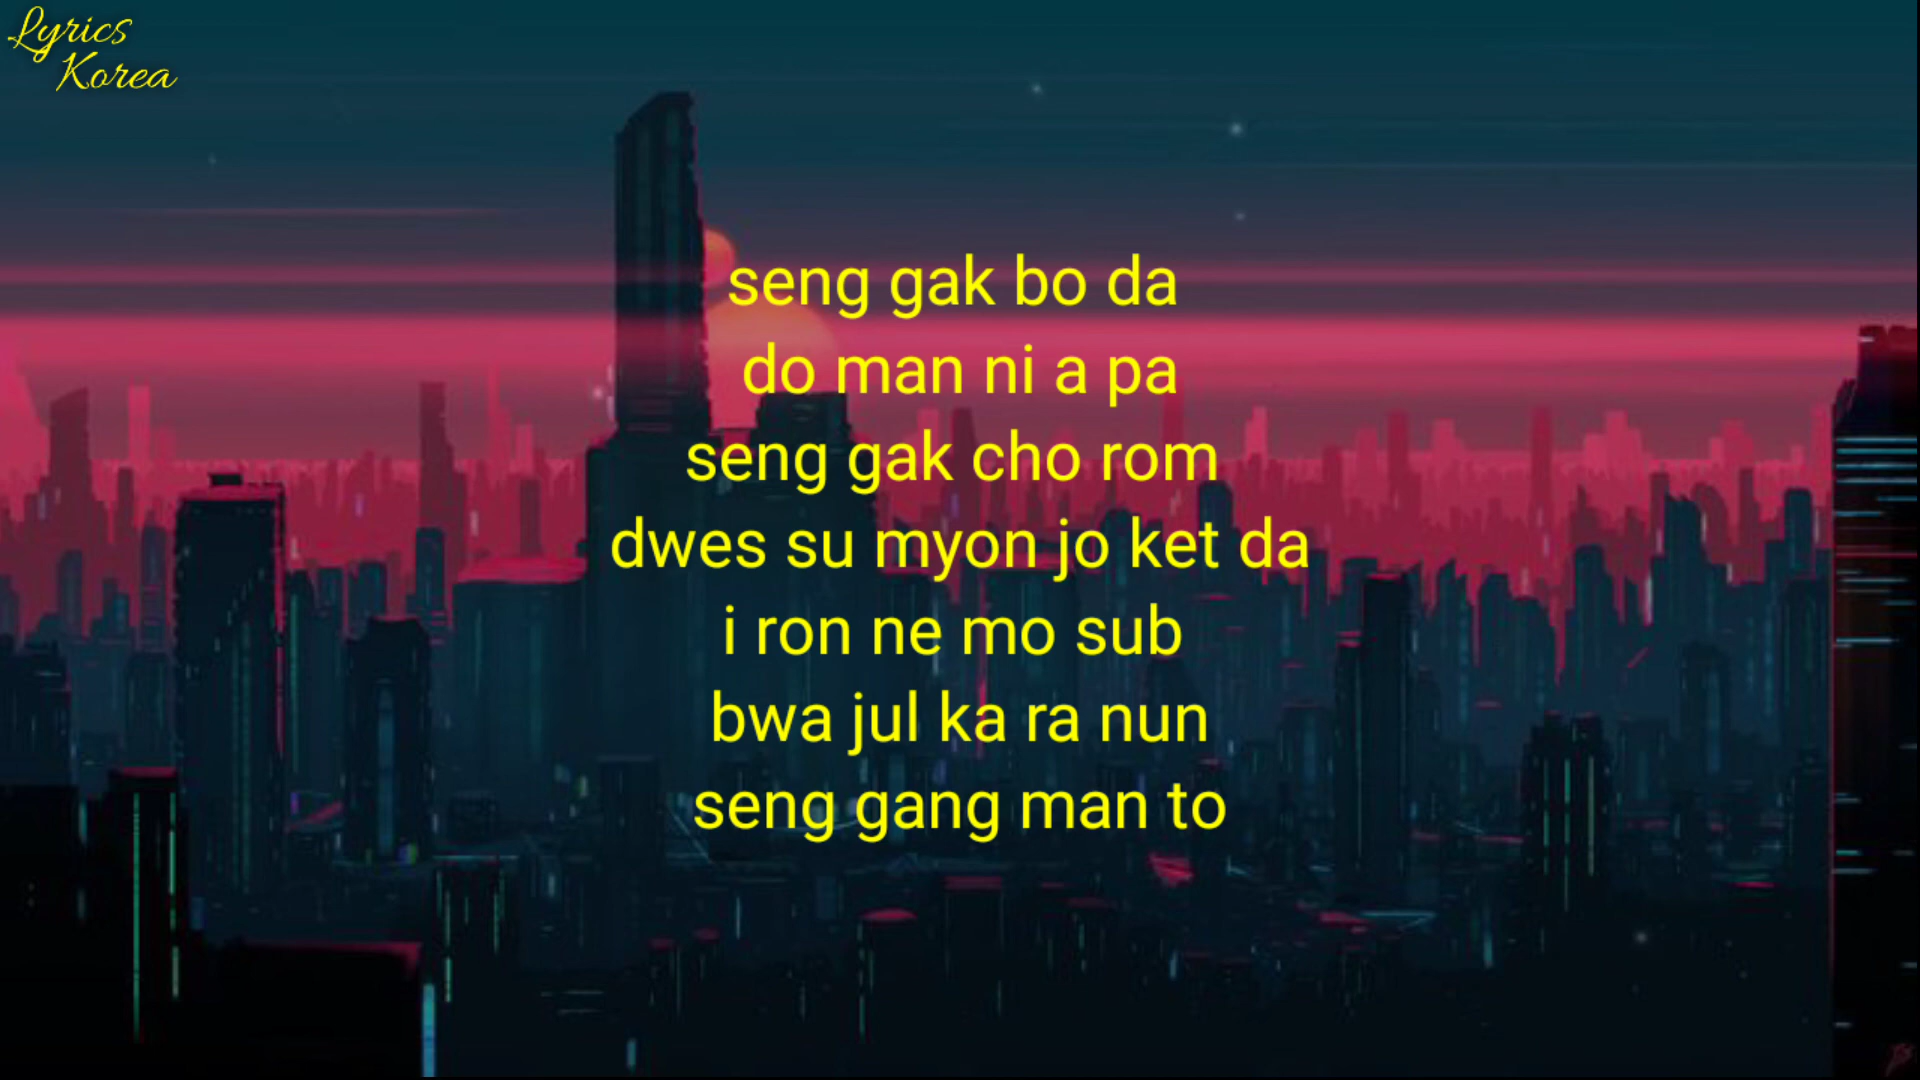 Lyrics
Korea
seng gak bo da
do man ni a pa
seng gak cho rom
dwes su myon jo ket da
i ron ne mo sub
bwa jul ka ra nun
seng gang man to